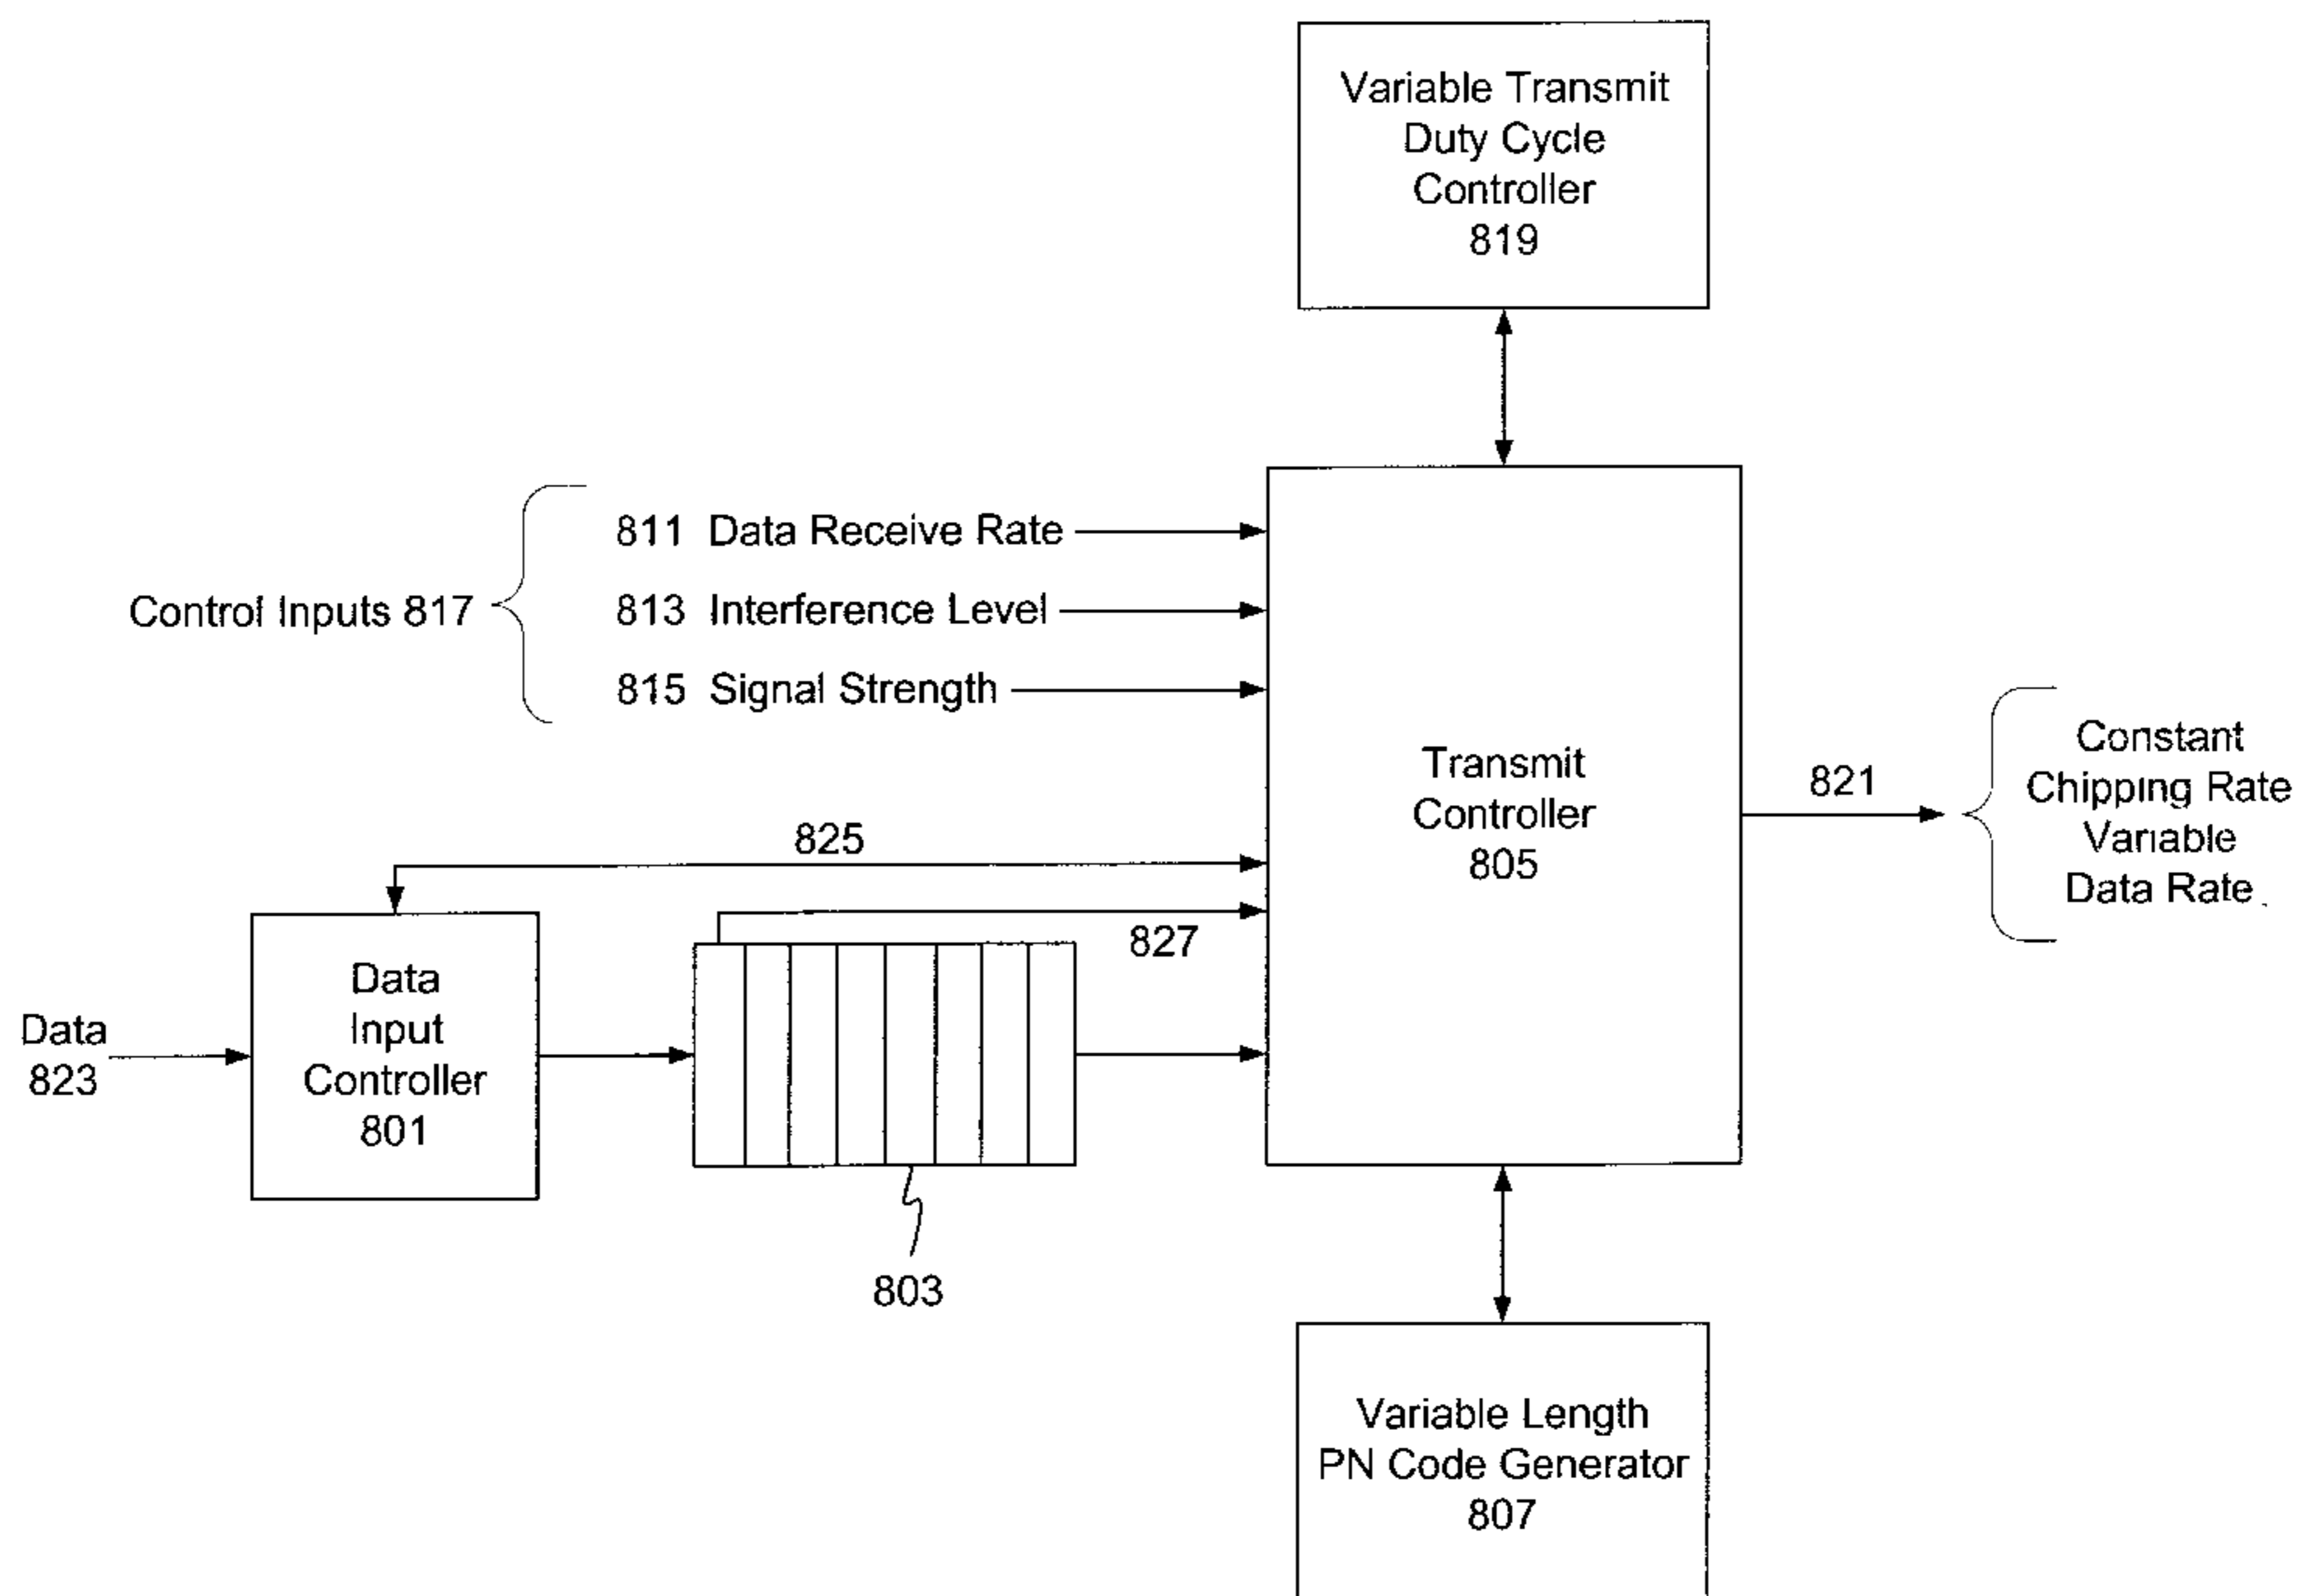 Variable Transmit
Duty Cycle
Controller
819
811 Data Receive Rate
Control Inputs 817
813 Interference Level
815 Signal Strength
Transmit
Controller
805
821
Constant
Chipping Rate
Variable
Data Rate
825
827
Data
823
Data
Input
Controller
801
803
Variable Length
PN Code Generator
807